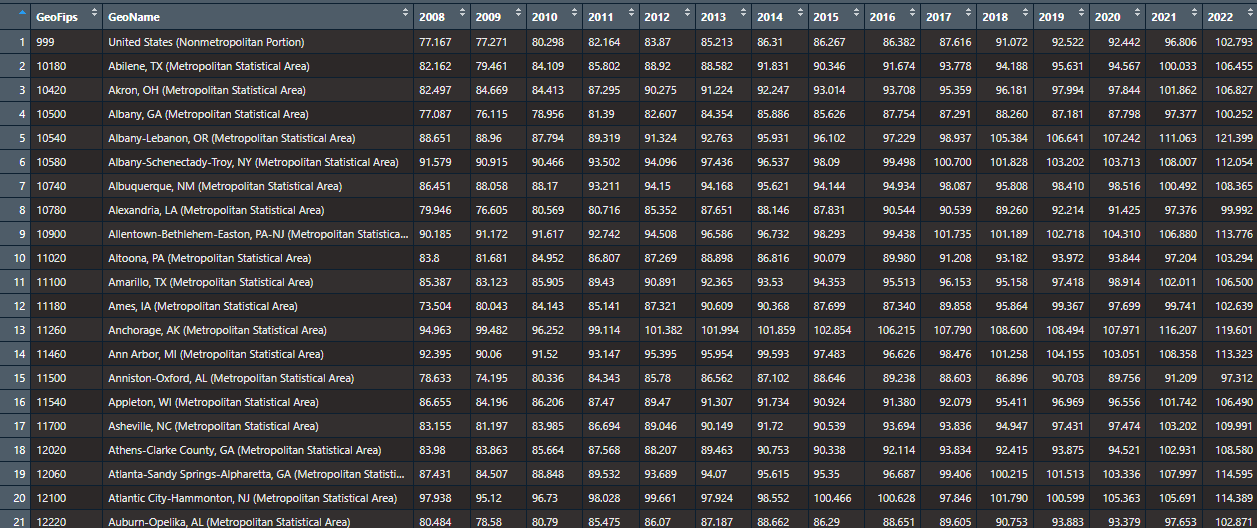 GeoFips GeoName 2008 2009 2010 2011 2012 2013 2014 2015 2016 2017 2018 2019 2020 2021 2022
1 999 United States (Nonmetropolitan Portion) 77.167 77.271 80.298 82.164 83.87 85.213 86.31 86.267 86.382 87.616 91.072 92.522 92.442 96.806 102.793
2 10180 Abilene, TX (Metropolitan Statistical Area) 82.162 79.461 84.109 85.802 88.92 88.582 91.831 90.346 91.674 93.778 94.188 95.631 94.567 100.033 106.455
3 10420 Akron, OH (Metropolitan Statistical Area) 82.497 84.669 84.413 87.295 90.275 91.224 92.247 93.014 93.708 95.359 96.181 97.994 97.844 101.862 106.827
4 10500 Albany, GA (Metropolitan Statistical Area) 77.087 76.115 78.956 81.39 82.607 84.354 85.886 85.626 87.754 87.291 88.260 87.181 87.798 97.377 100.252
5 10540 Albany-Lebanon, OR (Metropolitan Statistical Area) 88.651 88.96 87.794 89.319 91.324 92.763 95.931 96.102 97.229 98.937 105.384 106.641 107.242 111.063 121.399
6 10580 Albany-Schenectady-Troy, NY (Metropolitan Statistical Area) 91.579 90.915 90.466 93.502 94.096 97.436 96.537 98.09 99.498 100.700 101.828 103.202 103.713 108.007 112.054
7 10740 Albuquerque, NM (Metropolitan Statistical Area) 86.451 88.058 88.17 93.211 94.15 94.168 95.621 94.144 94.934 98.087 95.808 98.410 98.516 100.492 108.365
8 10780 Alexandria, LA (Metropolitan Statistical Area) 79.946 76.605 80.569 80.716 85.352 87.651 88.146 87.831 90.544 90.539 89.260 92.214 91.425 97.376 99.992
9 10900 Allentown-Bethlehem-Easton, PA-NJ (Metropolitan Statistica... 90.185 91.172 91.617 92.742 94.508 96.586 96.732 98.293 99.438 101.735 101.189 102.718 104.310 106.880 113.776
10 11020 Altoona, PA (Metropolitan Statistical Area) 83.8 81.681 84.952 86.807 87.269 88.898 86.816 90.079 89.980 91.208 93.182 93.972 93.844 97.204 103.294
11 11100 Amarillo, TX (Metropolitan Statistical Area) 85.387 83.123 85.905 89.43 90.891 92.365 93.53 94.353 95.513 96.153 95.158 97.418 98.914 102.011 106.500
12 11180 Ames, IA (Metropolitan Statistical Area) 73.504 80.043 84.143 85.141 87.321 90.609 90.368 87.699 87.340 89.858 95.864 99.367 97.699 99.741 102.639
13 11260 Anchorage, AK (Metropolitan Statistical Area) 94.963 99.482 96.252 99.114 101.382 101.994 101.859 102.854 106.215 107.790 108.600 108.494 107.971 116.207 119.601
14 11460 Ann Arbor, MI (Metropolitan Statistical Area) 92.395 90.06 91.52 93.147 95.395 95.954 99.593 97.483 96.626 98.476 101.258 104.155 103.051 108.358 113.323
15 11500 Anniston-Oxford, AL (Metropolitan Statistical Area) 78.633 74.195 80.336 84.343 85.78 86.562 87.102 88.646 89.238 88.603 86.896 90.703 89.756 91.209 97.312
16 11540 Appleton, WI (Metropolitan Statistical Area) 86.655 84.196 86.206 87.47 89.47 91.307 91.734 90.924 91.380 92.079 95.411 96.969 96.556 101.742 106.490
17 11700 Asheville, NC (Metropolitan Statistical Area) 83.155 81.197 83.985 86.694 89.046 90.149 91.72 90.539 93.694 93.836 94.947 97.431 97.474 103.202 109.991
18 12020 Athens-Clarke County, GA (Metropolitan Statistical Area) 83.98 83.863 85.664 87.568 88.207 89.463 90.753 90.338 92.114 93.834 92.415 93.875 94.521 102.931 108.580
19 12060 Atlanta-Sandy Springs-Alpharetta, GA (Metropolitan Statisti... 87.431 84.507 88.848 89.532 93.689 94.07 95.615 95.35 96.687 99.406 100.215 101.513 103.336 107.997 114.595
20 12100 Atlantic City-Hammonton, NJ (Metropolitan Statistical Area) 97.938 95.12 96.73 98.028 99.661 97.924 98.552 100.466 100.628 97.846 101.790 100.599 105.363 105.691 114.389
21 12220 Auburn-Opelika, AL (Metropolitan Statistical Area) 80.484 78.58 80.79 85.475 86.07 87.187 88.662 86.29 88.651 89.605 90.753 93.883 93.379 97.653 102.871